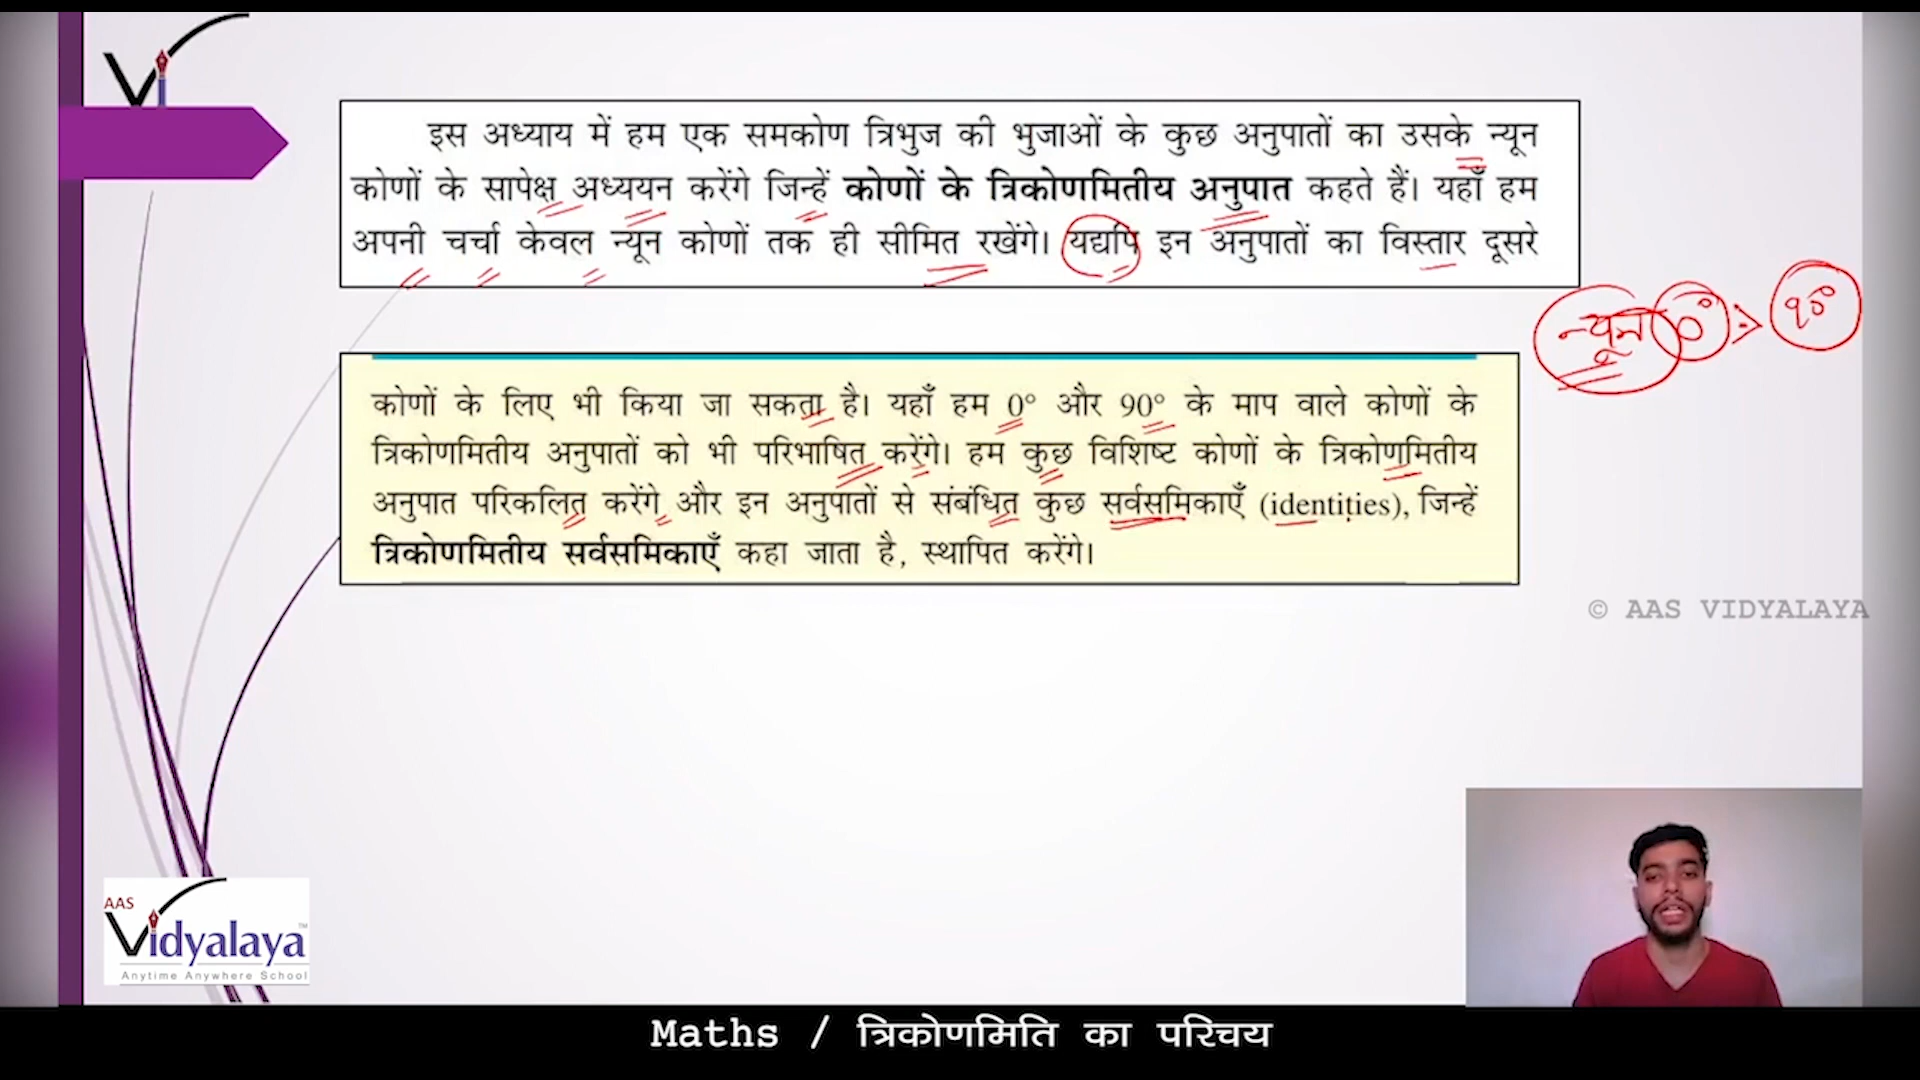 इस अध्याय में हम एक समकोण त्रिभुज की भुजाओं के कुछ अनुपातों का उसके न्यून
कोणों के सापेक्ष अध्ययन करेंगे जिन्हें कोणों के त्रिकोणमितीय अनुपात कहते हैं। यहाँ हम
अपनी चर्चा केवल न्यून कोणों तक ही सीमित रखेंगे। यद्यपि इन अनुपातों का विस्तार दूसरे
न्यून 0° > 90°
कोणों के लिए भी किया जा सकता है। यहाँ हम 0° और 90° के माप वाले कोणों के
त्रिकोणमितीय अनुपातों को भी परिभाषित करेंगे। हम कुछ विशिष्ट कोणों के त्रिकोणमितीय
अनुपात परिकलित करेंगे और इन अनुपातों से संबंधित कुछ सर्वसमिकाएँ (identities), जिन्हें
त्रिकोणमितीय सर्वसमिकाएँ कहा जाता है, स्थापित करेंगे।
© AAS VIDYALAYA
AAS
Vidyalaya™
Anytime Anywhere School
Maths / त्रिकोणमिति का परिचय